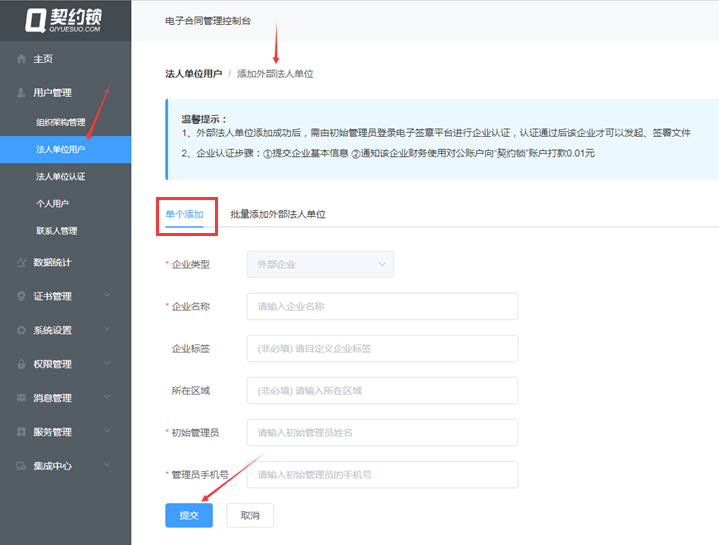 契约锁
QIYUESUO.COM
电子合同管理控制台
主页
用户管理
组织架构管理
法人单位用户
法人单位认证
个人用户
联系人管理
数据统计
证书管理
系统设置
权限管理
消息管理
服务管理
集成中心
法人单位用户 / 添加外部法人单位
温馨提示：
1、外部法人单位添加成功后，需由初始管理员登录电子签章平台进行企业认证，认证通过后该企业才可以发起、签署文件
2、企业认证步骤：①提交企业基本信息 ②通知该企业财务使用对公账户向“契约锁”账户打款0.01元
单个添加 批量添加外部法人单位
* 企业类型 外部企业
* 企业名称 请输入企业名称
企业标签 (非必填) 请自定义企业标签
所在区域 (非必填) 请输入所在区域
* 初始管理员 请输入初始管理员姓名
* 管理员手机号 请输入初始管理员的手机号
提交 取消